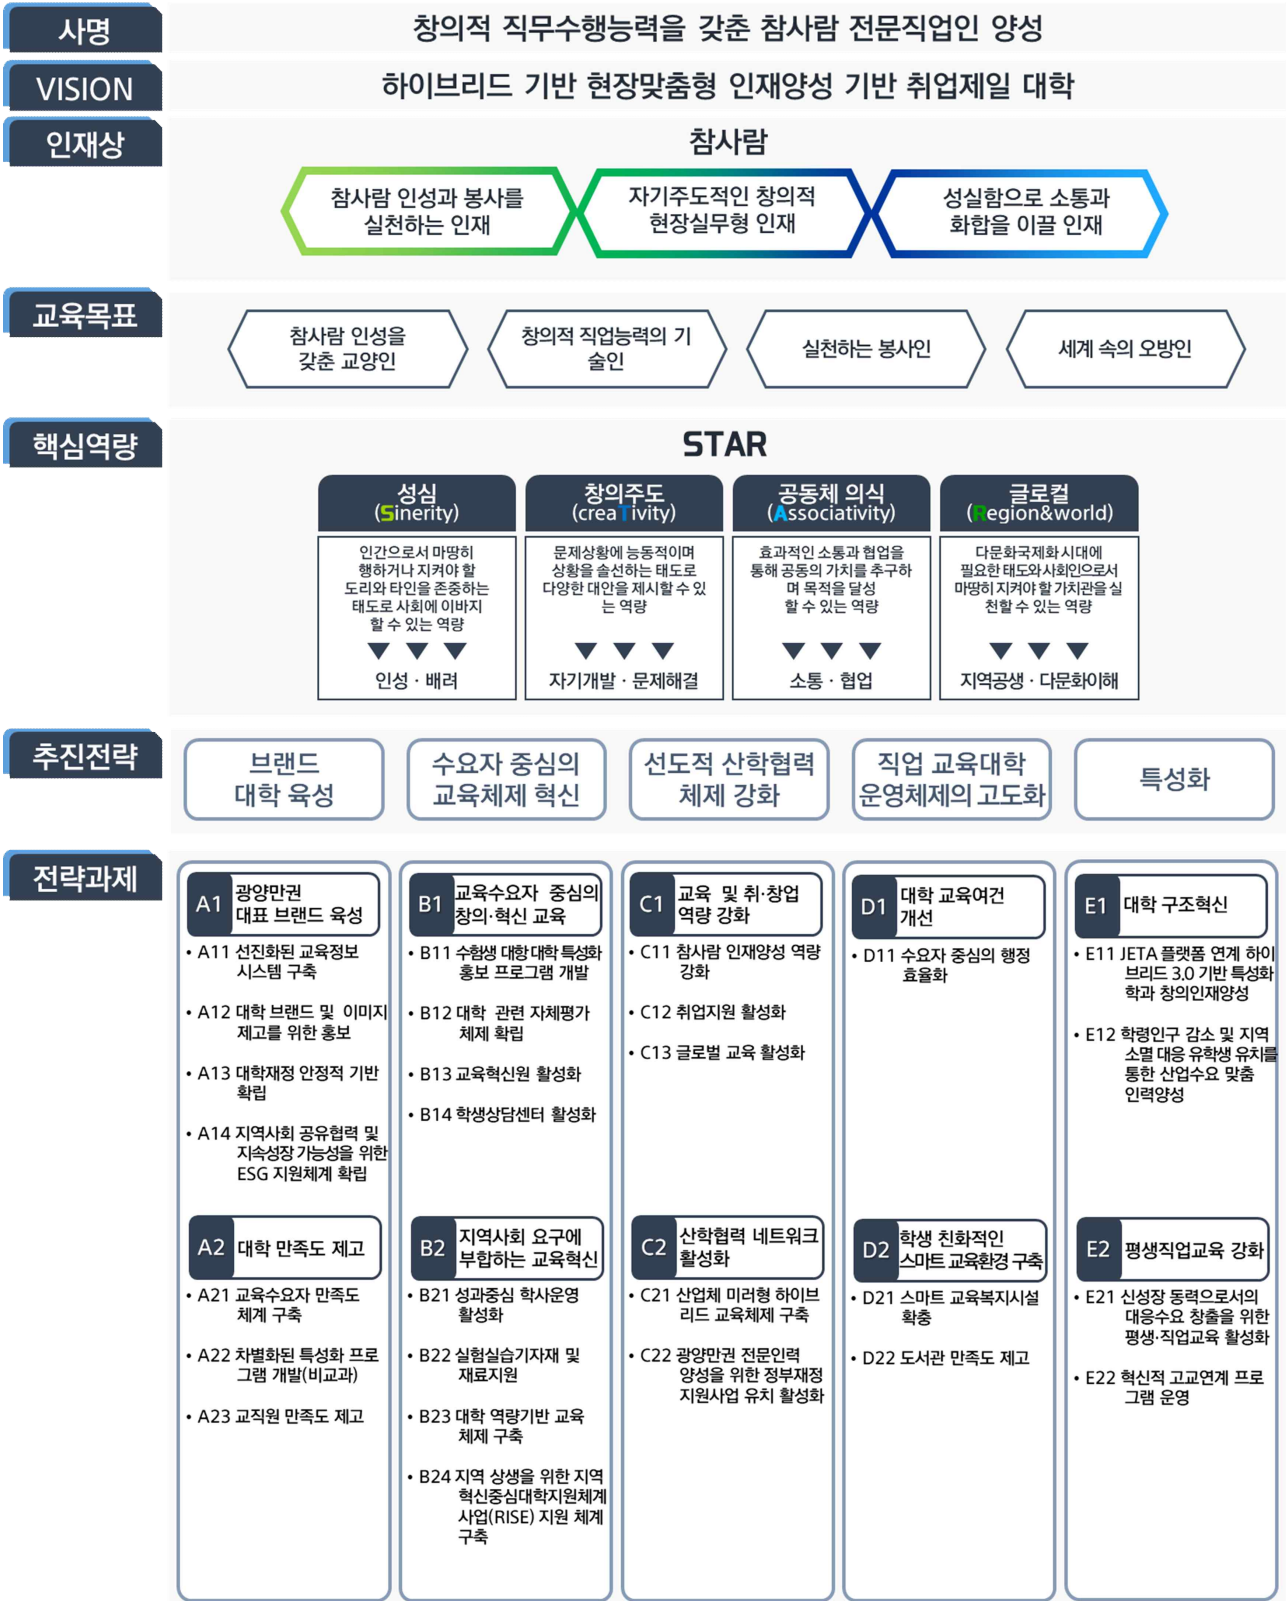 사명
창의적 직무수행능력을 갖춘 참사람 전문직업인 양성
VISION
하이브리드 기반 현장맞춤형 인재양성 기반 취업제일 대학
인재상
참사람
참사람 인성과 봉사를
실천하는 인재
자기주도적인 창의적
현장실무형 인재
성실함으로 소통과
화합을 이끌 인재
교육목표
참사람 인성을
갖춘 교양인
창의적 직업능력의 기
술인
실천하는 봉사인
세계 속의 오방인
핵심역량
STAR
성심
(Sinerity)
인간으로서 마땅히
행하거나 지켜야 할
도리와 타인을 존중하는
태도로 사회에 이바지
할 수 있는 역량
인성 · 배려
창의주도
(creaTivity)
문제상황에 능동적이며
상황을 솔선하는 태도로
다양한 대안을 제시할 수 있
는 역량
자기개발 · 문제해결
공동체 의식
(Associativity)
효과적인 소통과 협업을
통해 공동의 가치를 추구하
며 목적을 달성
할 수 있는 역량
소통 · 협업
글로컬
(Region&world)
다문화국제화 시대에
필요한 태도와 사회인으로서
마땅히 지켜야 할 가치관을 실
천할 수 있는 역량
지역공생 · 다문화이해
추진전략
브랜드
대학 육성
수요자 중심의
교육체제 혁신
선도적 산학협력
체제 강화
직업 교육대학
운영체제의 고도화
특성화
전략과제
A1
광양만권
대표 브랜드 육성
• A11 선진화된 교육정보
시스템 구축
• A12 대학 브랜드 및 이미지
제고를 위한 홍보
• A13 대학재정 안정적 기반
확립
• A14 지역사회 공유협력 및
지속성장 가능성을 위한
ESG 지원체계 확립
A2
대학 만족도 제고
• A21 교육수요자 만족도
체계 구축
• A22 차별화된 특성화 프로
그램 개발(비교과)
• A23 교직원 만족도 제고
B1
교육수요자 중심의
창의·혁신 교육
• B11 수험생 대항 대학 특성화
홍보 프로그램 개발
• B12 대학 관련 자체평가
체제 확립
• B13 교육혁신원 활성화
• B14 학생상담센터 활성화
B2
지역사회 요구에
부합하는 교육혁신
• B21 성과중심 학사운영
활성화
• B22 실험실습기자재 및
재료지원
• B23 대학 역량기반 교육
체제 구축
• B24 지역 상생을 위한 지역
혁신중심대학지원체계
사업(RISE) 지원 체계
구축
C1
교육 및 취·창업
역량 강화
• C11 참사람 인재양성 역량
강화
• C12 취업지원 활성화
• C13 글로벌 교육 활성화
C2
산학협력 네트워크
활성화
• C21 산업체 미러형 하이브
리드 교육체제 구축
• C22 광양만권 전문인력
양성을 위한 정부재정
지원사업 유치 활성화
D1
대학 교육여건
개선
• D11 수요자 중심의 행정
효율화
D2
학생 친화적인
스마트 교육환경 구축
• D21 스마트 교육복지시설
확충
• D22 도서관 만족도 제고
E1
대학 구조혁신
• E11 JETA 플랫폼 연계 하이
브리드 3.0 기반 특성화
학과 창의인재양성
• E12 학령인구 감소 및 지역
소멸 대응 유학생 유치를
통한 산업수요 맞춤
인력양성
E2
평생직업교육 강화
• E21 신성장 동력으로서의
대응수요 창출을 위한
평생·직업교육 활성화
• E22 혁신적 고교연계 프로
그램 운영